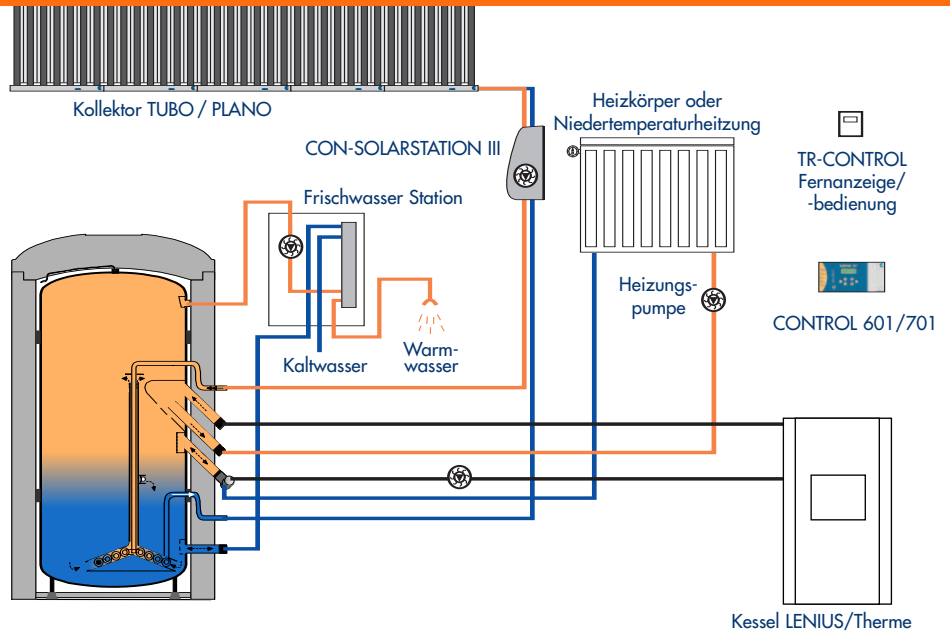 Kollektor TUBO / PLANO
CON-SOLARSTATION III
Heizkörper oder
Niedertemperaturheitzung
TR-CONTROL
Fernanzeige/
-bedienung
Frischwasser Station
Heizungs-
pumpe
CONTROL 601/701
Kaltwasser
Warm-
wasser
Kessel LENIUS/Therme